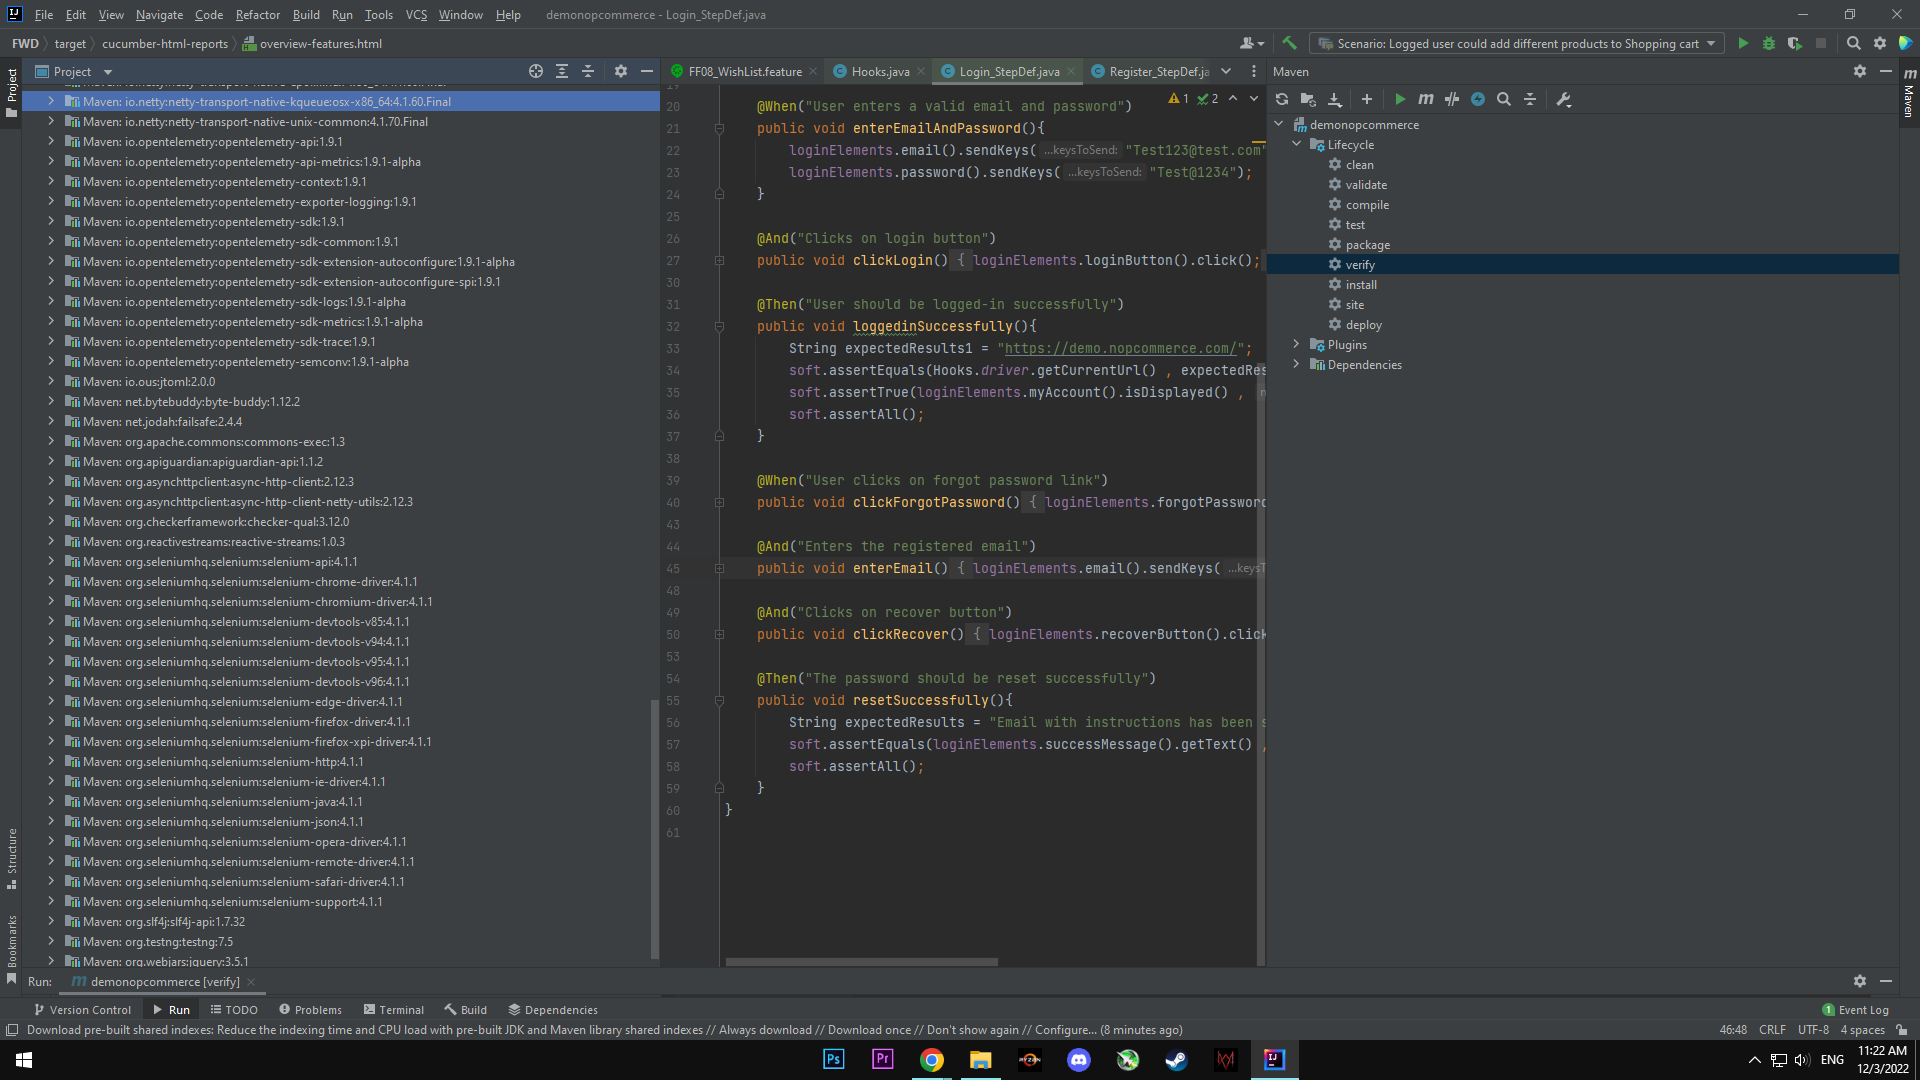 File Edit View Navigate Code Refactor Build Run Tools VCS Window Help demonopcommerce - Login_StepDef.java
FWD target cucumber-html-reports overview-features.html
Scenario: Logged user could add different products to Shopping cart
Project
FF08_WishList.feature Hooks.java Login_StepDef.java Register_StepDef.ja
Maven
Project
Structure
Bookmarks
Maven: io.netty:netty-transport-native-kqueue:osx-x86_64:4.1.60.Final
Maven: io.netty:netty-transport-native-unix-common:4.1.70.Final
Maven: io.opentelemetry:opentelemetry-api:1.9.1
Maven: io.opentelemetry:opentelemetry-api-metrics:1.9.1-alpha
Maven: io.opentelemetry:opentelemetry-context:1.9.1
Maven: io.opentelemetry:opentelemetry-exporter-logging:1.9.1
Maven: io.opentelemetry:opentelemetry-sdk:1.9.1
Maven: io.opentelemetry:opentelemetry-sdk-common:1.9.1
Maven: io.opentelemetry:opentelemetry-sdk-extension-autoconfigure:1.9.1-alpha
Maven: io.opentelemetry:opentelemetry-sdk-extension-autoconfigure-spi:1.9.1
Maven: io.opentelemetry:opentelemetry-sdk-logs:1.9.1-alpha
Maven: io.opentelemetry:opentelemetry-sdk-metrics:1.9.1-alpha
Maven: io.opentelemetry:opentelemetry-sdk-trace:1.9.1
Maven: io.opentelemetry:opentelemetry-semconv:1.9.1-alpha
Maven: io.ous:jtoml:2.0.0
Maven: net.bytebuddy:byte-buddy:1.12.2
Maven: net.jodah:failsafe:2.4.4
Maven: org.apache.commons:commons-exec:1.3
Maven: org.apiguardian:apiguardian-api:1.1.2
Maven: org.asynchttpclient:async-http-client:2.12.3
Maven: org.asynchttpclient:async-http-client-netty-utils:2.12.3
Maven: org.checkerframework:checker-qual:3.12.0
Maven: org.reactivestreams:reactive-streams:1.0.3
Maven: org.seleniumhq.selenium:selenium-api:4.1.1
Maven: org.seleniumhq.selenium:selenium-chrome-driver:4.1.1
Maven: org.seleniumhq.selenium:selenium-chromium-driver:4.1.1
Maven: org.seleniumhq.selenium:selenium-devtools-v85:4.1.1
Maven: org.seleniumhq.selenium:selenium-devtools-v94:4.1.1
Maven: org.seleniumhq.selenium:selenium-devtools-v95:4.1.1
Maven: org.seleniumhq.selenium:selenium-devtools-v96:4.1.1
Maven: org.seleniumhq.selenium:selenium-edge-driver:4.1.1
Maven: org.seleniumhq.selenium:selenium-firefox-driver:4.1.1
Maven: org.seleniumhq.selenium:selenium-firefox-xpi-driver:4.1.1
Maven: org.seleniumhq.selenium:selenium-http:4.1.1
Maven: org.seleniumhq.selenium:selenium-ie-driver:4.1.1
Maven: org.seleniumhq.selenium:selenium-java:4.1.1
Maven: org.seleniumhq.selenium:selenium-json:4.1.1
Maven: org.seleniumhq.selenium:selenium-opera-driver:4.1.1
Maven: org.seleniumhq.selenium:selenium-remote-driver:4.1.1
Maven: org.seleniumhq.selenium:selenium-safari-driver:4.1.1
Maven: org.seleniumhq.selenium:selenium-support:4.1.1
Maven: org.slf4j:slf4j-api:1.7.32
Maven: org.testng:testng:7.5
Maven: org.webjars:jquery:3.5.1
1 2
19
20 @When("User enters a valid email and password")
21 public void enterEmailAndPassword(){
22 loginElements.email().sendKeys( ...keysToSend: "Test123@test.com"
23 loginElements.password().sendKeys( ...keysToSend: "Test@1234");
24 }
25
26 @And("Clicks on login button")
27 public void clickLogin() { loginElements.loginButton().click();
30
31 @Then("User should be logged-in successfully")
32 public void loggedinSuccessfully(){
33 String expectedResults1 = "https://demo.nopcommerce.com/";
34 soft.assertEquals(Hooks.driver.getCurrentUrl() , expectedRes
35 soft.assertTrue(loginElements.myAccount().isDisplayed() ,
36 soft.assertAll();
37 }
38
39 @When("User clicks on forgot password link")
40 public void clickForgotPassword() { loginElements.forgotPassword
43
44 @And("Enters the registered email")
45 public void enterEmail() { loginElements.email().sendKeys( ...keysT
48
49 @And("Clicks on recover button")
50 public void clickRecover() { loginElements.recoverButton().click
53
54 @Then("The password should be reset successfully")
55 public void resetSuccessfully(){
56 String expectedResults = "Email with instructions has been s
57 soft.assertEquals(loginElements.successMessage().getText() ,
58 soft.assertAll();
59 }
60 }
61
demonopcommerce
Lifecycle
clean
validate
compile
test
package
verify
install
site
deploy
Plugins
Dependencies
Maven
Run: demonopcommerce [verify]
Version Control Run TODO Problems Terminal Build Dependencies
1 Event Log
Download pre-built shared indexes: Reduce the indexing time and CPU load with pre-built JDK and Maven library shared indexes // Always download // Download once // Don't show again // Configure... (8 minutes ago)
46:48 CRLF UTF-8 4 spaces
Ps Pr RYZEN IJ
ENG 11:22 AM
12/3/2022